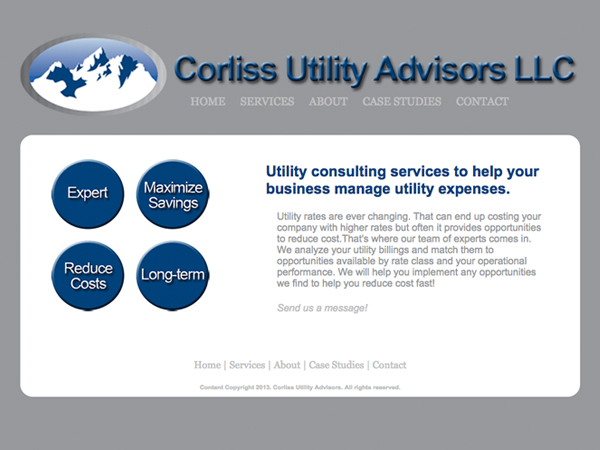 Corliss Utility Advisors LLC
HOME SERVICES ABOUT CASE STUDIES CONTACT
Expert
Maximize
Savings
Reduce
Costs
Long-term
Utility consulting services to help your
business manage utility expenses.
Utility rates are ever changing. That can end up costing your
company with higher rates but often it provides opportunities
to reduce cost.That's where our team of experts comes in.
We analyze your utility billings and match them to
opportunities available by rate class and your operational
performance. We will help you implement any opportunities
we find to help you reduce cost fast!
Send us a message!
Home | Services | About | Case Studies | Contact
Content Copyright 2013. Corliss Utility Advisors. All rights reserved.